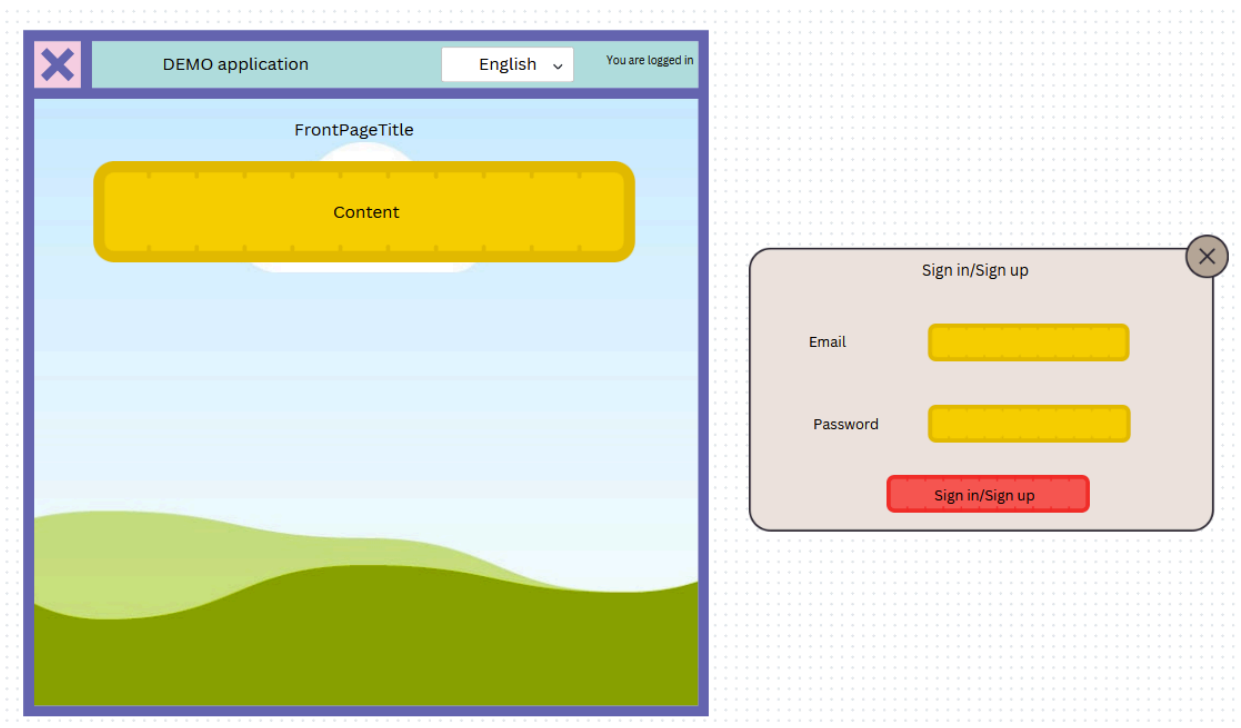 DEMO application
English
You are logged in
FrontPageTitle
Content
Sign in/Sign up
Email
Password
Sign in/Sign up